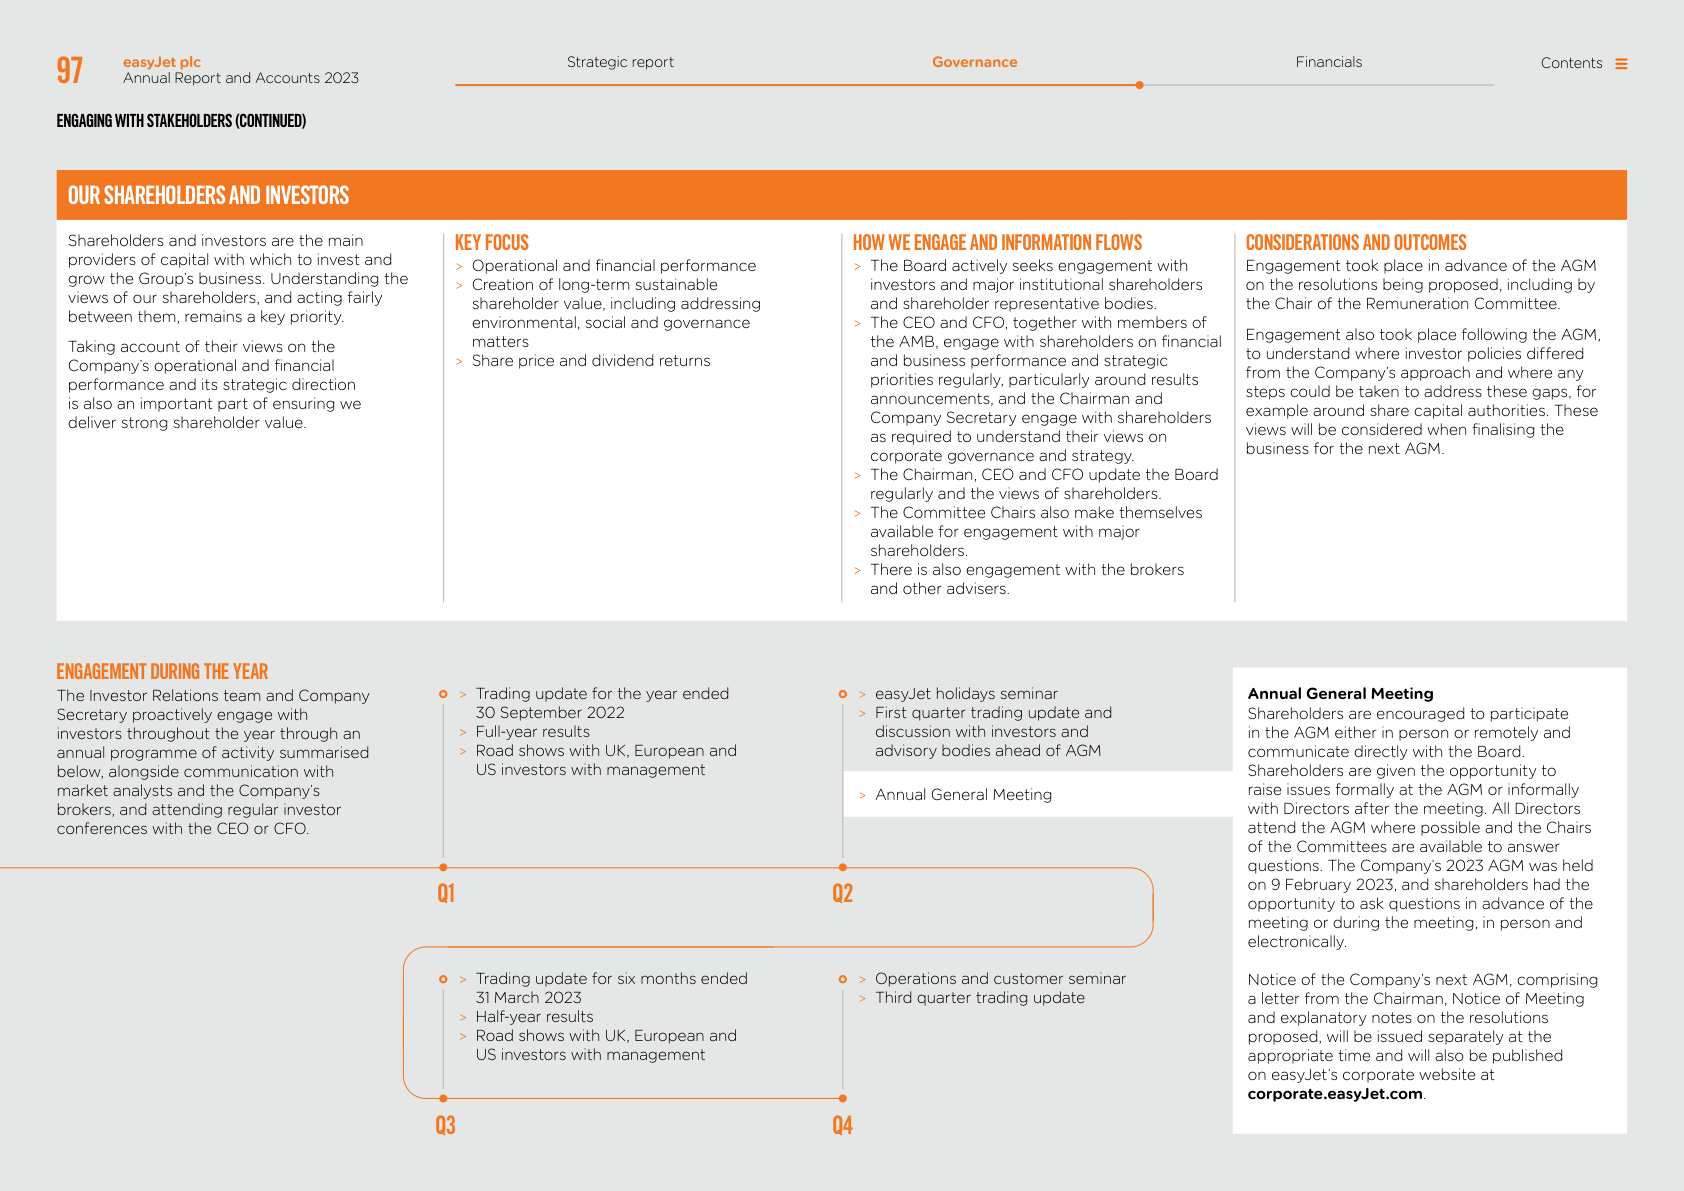 97
easyJet plc
Annual Report and Accounts 2023
Strategic report
Governance
Financials
Contents
ENGAGING WITH STAKEHOLDERS (CONTINUED)
OUR SHAREHOLDERS AND INVESTORS
Shareholders and investors are the main
providers of capital with which to invest and
grow the Group's business. Understanding the
views of our shareholders, and acting fairly
between them, remains a key priority.
Taking account of their views on the
Company's operational and financial
performance and its strategic direction
is also an important part of ensuring we
deliver strong shareholder value.
KEY FOCUS
> Operational and financial performance
> Creation of long-term sustainable
shareholder value, including addressing
environmental, social and governance
matters
> Share price and dividend returns
HOW WE ENGAGE AND INFORMATION FLOWS
> The Board actively seeks engagement with
investors and major institutional shareholders
and shareholder representative bodies.
> The CEO and CFO, together with members of
the AMB, engage with shareholders on financial
and business performance and strategic
priorities regularly, particularly around results
announcements, and the Chairman and
Company Secretary engage with shareholders
as required to understand their views on
corporate governance and strategy.
> The Chairman, CEO and CFO update the Board
regularly and the views of shareholders.
> The Committee Chairs also make themselves
available for engagement with major
shareholders.
> There is also engagement with the brokers
and other advisers.
CONSIDERATIONS AND OUTCOMES
Engagement took place in advance of the AGM
on the resolutions being proposed, including by
the Chair of the Remuneration Committee.
Engagement also took place following the AGM,
to understand where investor policies differed
from the Company's approach and where any
steps could be taken to address these gaps, for
example around share capital authorities. These
views will be considered when finalising the
business for the next AGM.
ENGAGEMENT DURING THE YEAR
The Investor Relations team and Company
Secretary proactively engage with
investors throughout the year through an
annual programme of activity summarised
below, alongside communication with
market analysts and the Company's
brokers, and attending regular investor
conferences with the CEO or CFO.
> Trading update for the year ended
30 September 2022
> Full-year results
> Road shows with UK, European and
US investors with management
Q1
> easyJet holidays seminar
> First quarter trading update and
discussion with investors and
advisory bodies ahead of AGM
> Annual General Meeting
Q2
> Trading update for six months ended
31 March 2023
> Half-year results
> Road shows with UK, European and
US investors with management
Q3
> Operations and customer seminar
> Third quarter trading update
Q4
Annual General Meeting
Shareholders are encouraged to participate
in the AGM either in person or remotely and
communicate directly with the Board.
Shareholders are given the opportunity to
raise issues formally at the AGM or informally
with Directors after the meeting. All Directors
attend the AGM where possible and the Chairs
of the Committees are available to answer
questions. The Company's 2023 AGM was held
on 9 February 2023, and shareholders had the
opportunity to ask questions in advance of the
meeting or during the meeting, in person and
electronically.
Notice of the Company's next AGM, comprising
a letter from the Chairman, Notice of Meeting
and explanatory notes on the resolutions
proposed, will be issued separately at the
appropriate time and will also be published
on easyJet's corporate website at
corporate.easyJet.com.